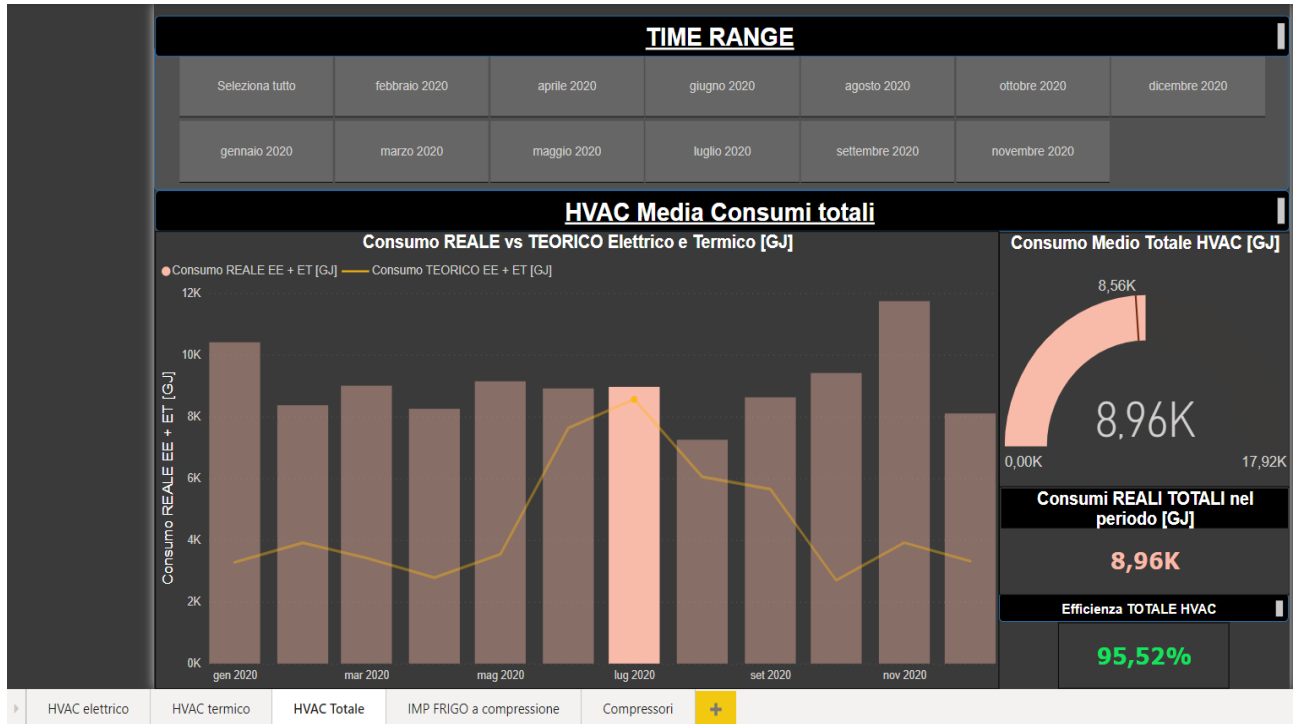 TIME RANGE
Seleziona tutto
febbraio 2020
aprile 2020
giugno 2020
agosto 2020
ottobre 2020
dicembre 2020
gennaio 2020
marzo 2020
maggio 2020
luglio 2020
settembre 2020
novembre 2020
HVAC Media Consumi totali
Consumo REALE vs TEORICO Elettrico e Termico [GJ]
Consumo REALE EE + ET [GJ]
Consumo TEORICO EE + ET [GJ]
Consumo REALE EE + ET [GJ]
12K
10K
8K
6K
4K
2K
0K
gen 2020
mar 2020
mag 2020
lug 2020
set 2020
nov 2020
Consumo Medio Totale HVAC [GJ]
8,56K
8,96K
0,00K
17,92K
Consumi REALI TOTALI nel
periodo [GJ]
8,96K
Efficienza TOTALE HVAC
95,52%
HVAC elettrico
HVAC termico
HVAC Totale
IMP FRIGO a compressione
Compressori
+